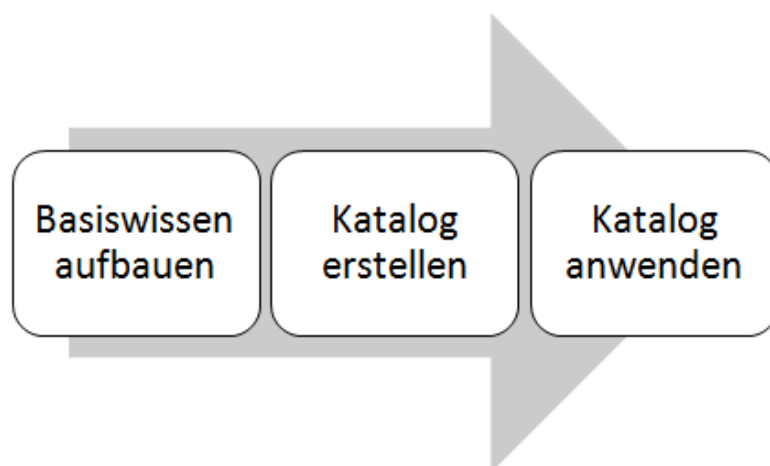 Basiswissen
aufbauen
Katalog
erstellen
Katalog
anwenden